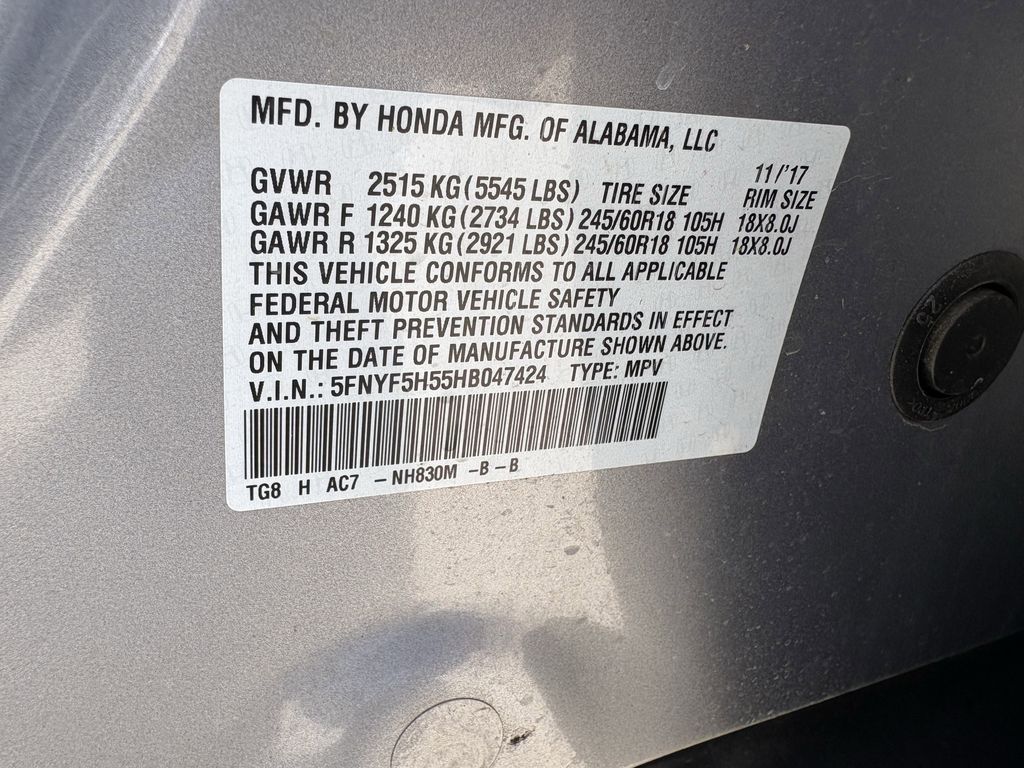 MFD. BY HONDA MFG. OF ALABAMA, LLC
11/'17
GVWR 2515 KG (5545 LBS) TIRE SIZE RIM SIZE
GAWR F 1240 KG (2734 LBS) 245/60R18 105H 18X8.0J
GAWR R 1325 KG (2921 LBS) 245/60R18 105H 18X8.0J
THIS VEHICLE CONFORMS TO ALL APPLICABLE
FEDERAL MOTOR VEHICLE SAFETY
AND THEFT PREVENTION STANDARDS IN EFFECT
ON THE DATE OF MANUFACTURE SHOWN ABOVE.
V.I.N.: 5FNYF5H55HB047424 TYPE: MPV
TG8 H AC7 -NH830M -B-B
25